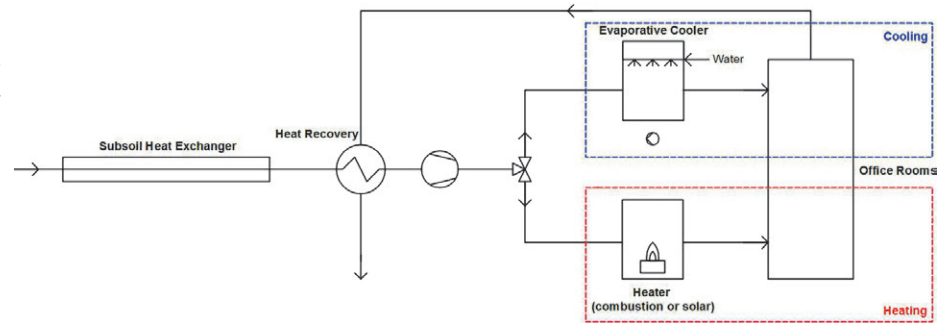 Evaporative Cooler
Cooling
Water
Heat Recovery
Subsoil Heat Exchanger
Office Rooms
Heater
(combustion or solar)
Heating